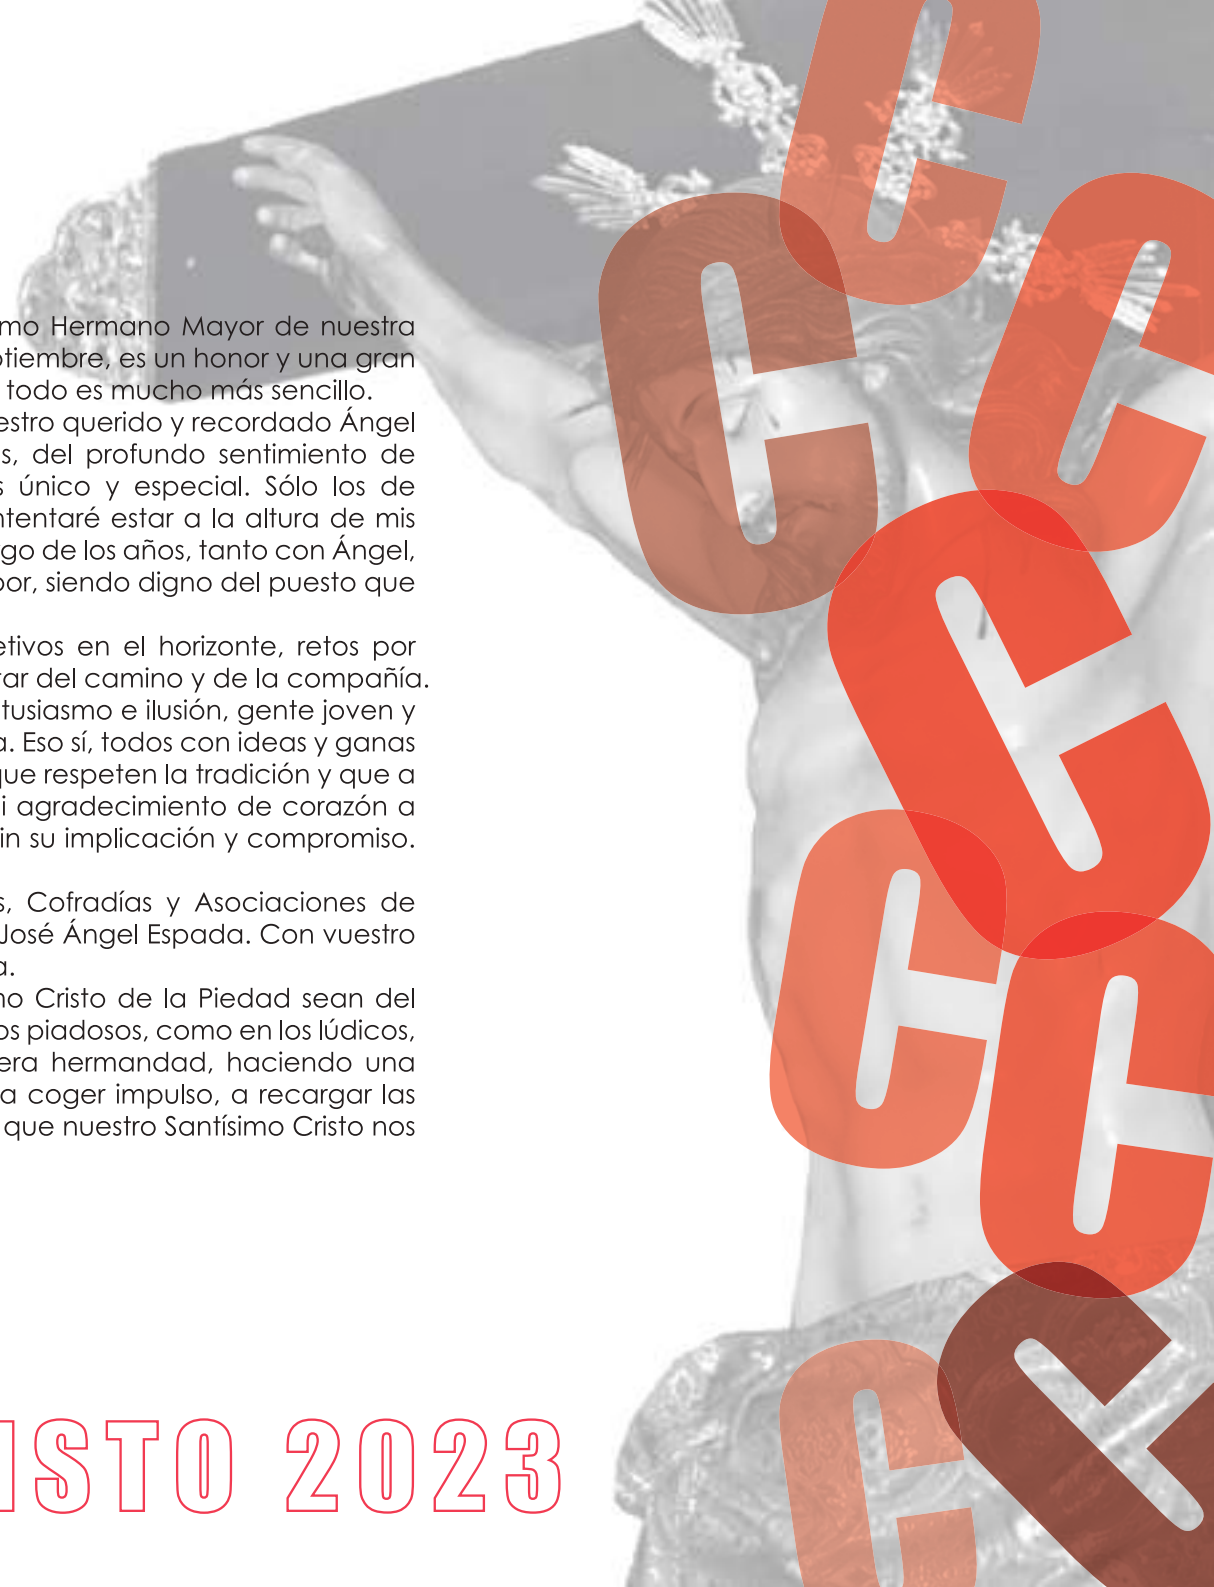 mo Hermano Mayor de nuestra
tiembre, es un honor y una gran
todo es mucho más sencillo.
estro querido y recordado Ángel
s, del profundo sentimiento de
s único y especial. Sólo los de
ntentaré estar a la altura de mis
rgo de los años, tanto con Ángel,
bor, siendo digno del puesto que
etivos en el horizonte, retos por
tar del camino y de la compañía.
tusiasmo e ilusión, gente joven y
a. Eso sí, todos con ideas y ganas
que respeten la tradición y que a
i agradecimiento de corazón a
in su implicación y compromiso.
s, Cofradías y Asociaciones de
José Ángel Espada. Con vuestro
a.
no Cristo de la Piedad sean del
os piadosos, como en los lúdicos,
era hermandad, haciendo una
a coger impulso, a recargar las
que nuestro Santísimo Cristo nos
ISTO 2023
C
C
C
C
C
C
C
C